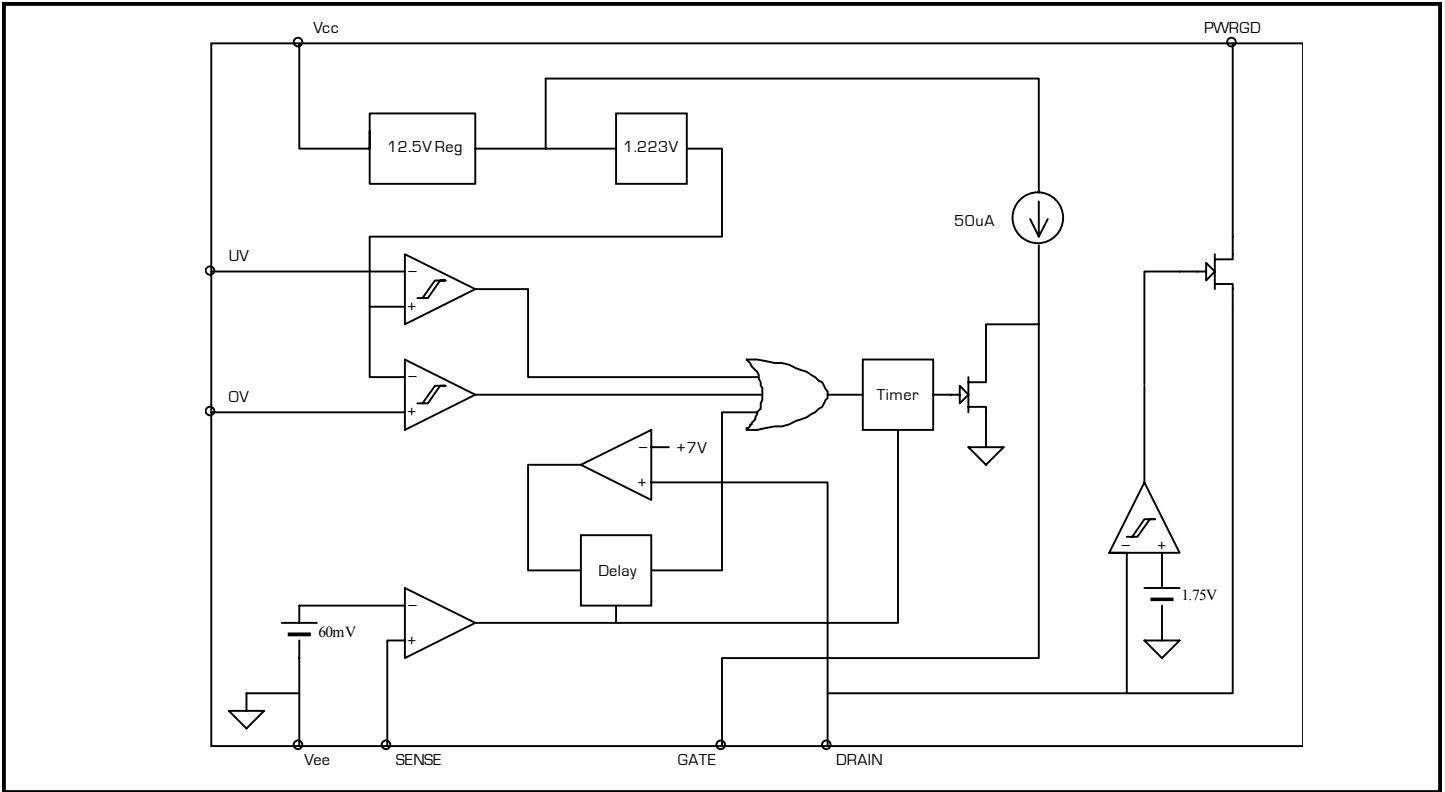 Vcc
PWRGD
12.5V Reg
1.223V
50uA
UV
−
+
OV
−
+
Timer
− +7V
+
Delay
− +
1.75V
−
60mV
+
Vee
SENSE
GATE
DRAIN